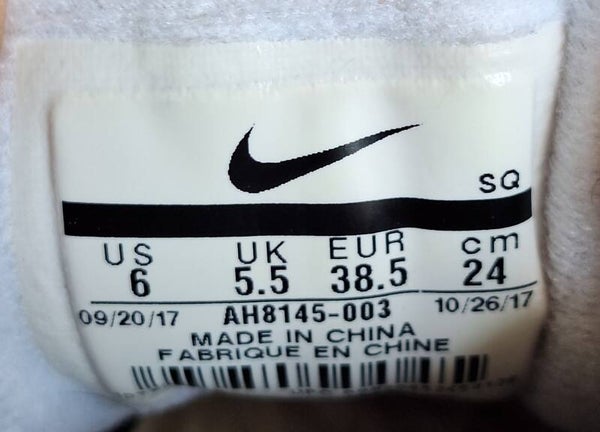 SQ
US UK EUR cm
6 5.5 38.5 24
09/20/17 AH8145-003 10/26/17
MADE IN CHINA
FABRIQUE EN CHINE